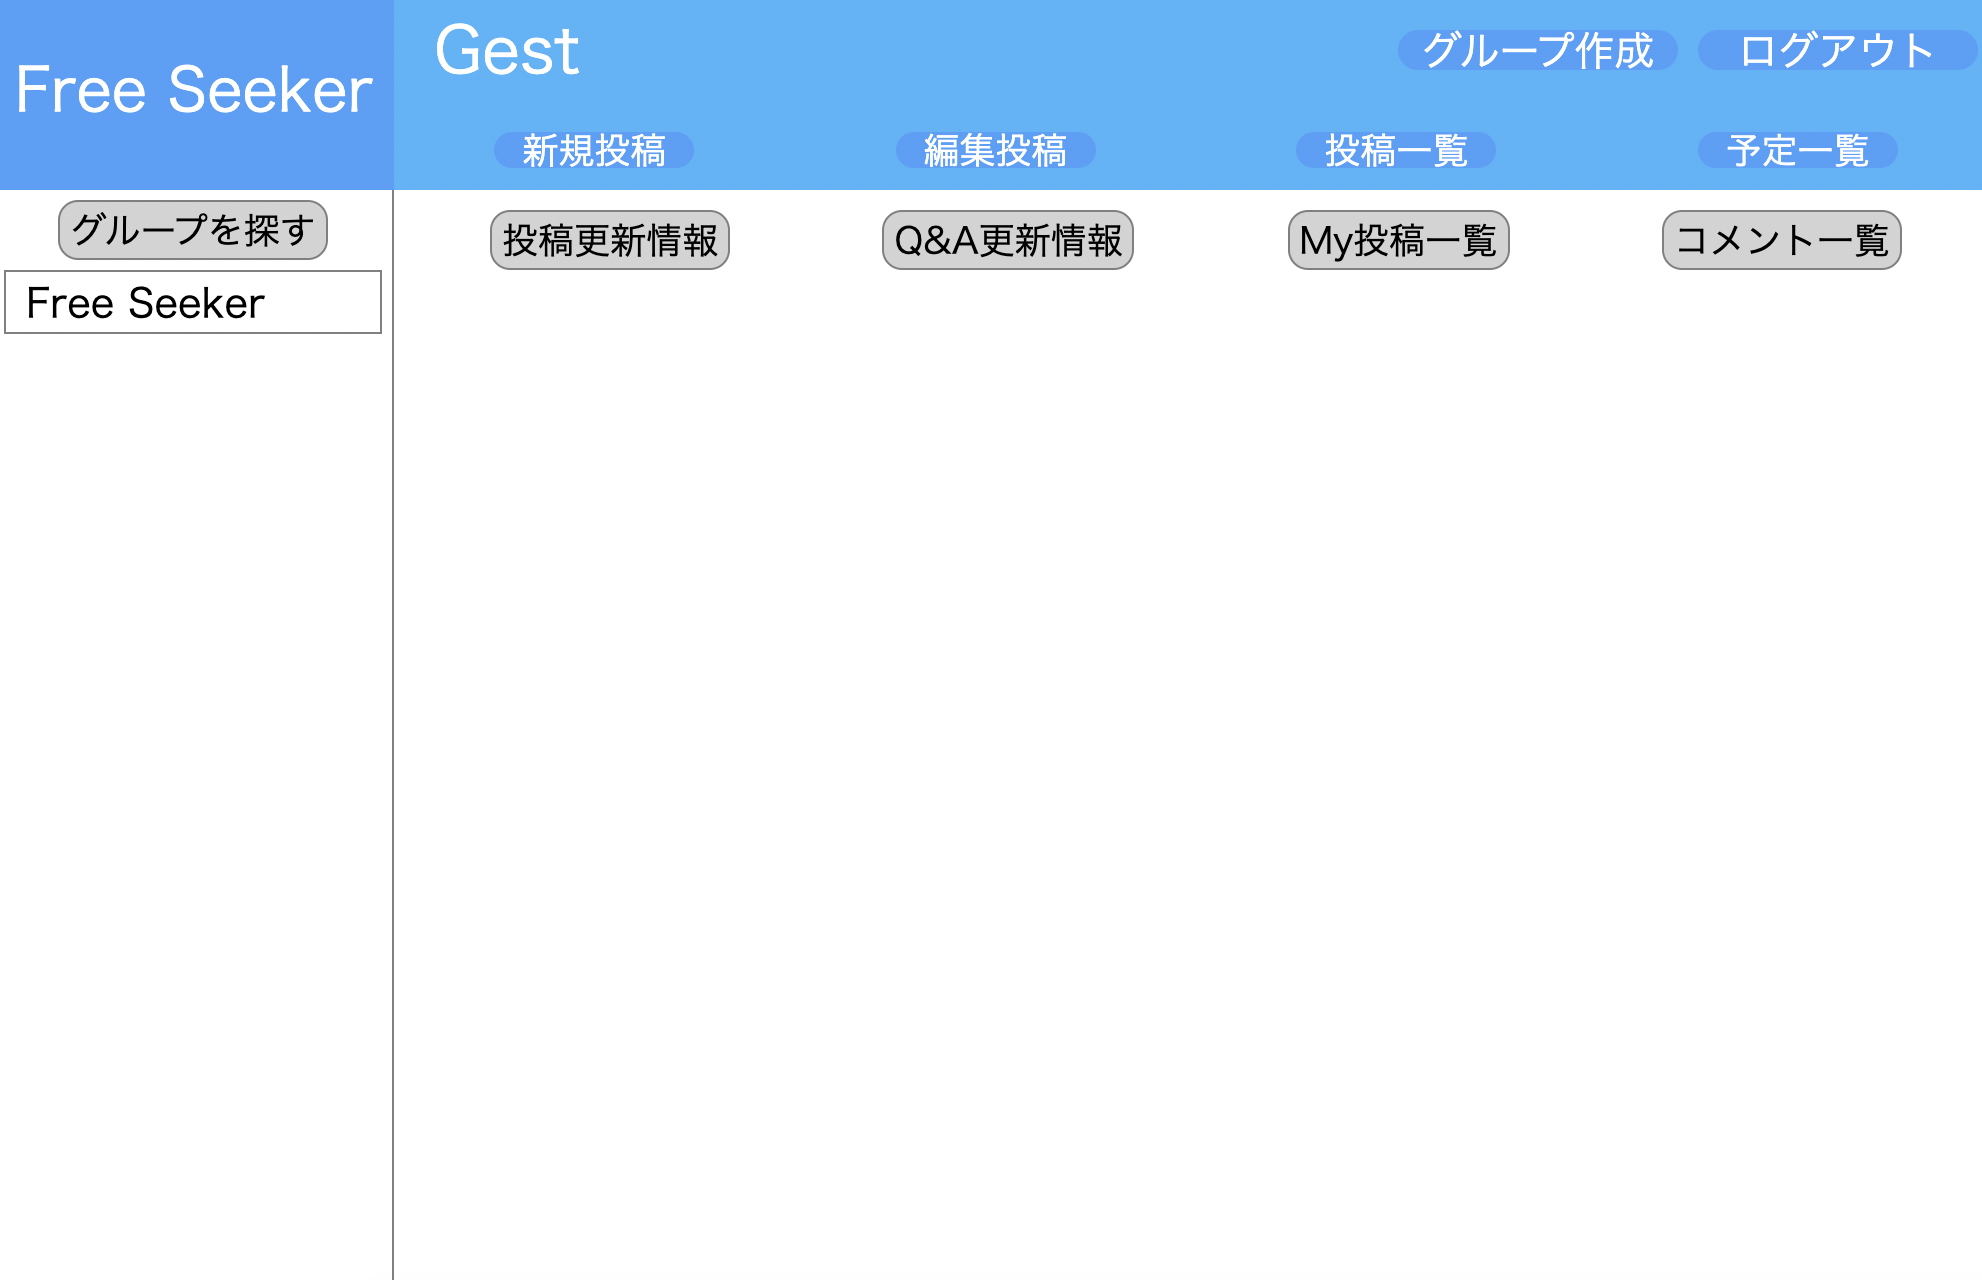 Free Seeker
Gest
グループ作成
ログアウト
新規投稿
編集投稿
投稿一覧
予定一覧
グループを探す
Free Seeker
投稿更新情報
Q&A更新情報
My投稿一覧
コメント一覧